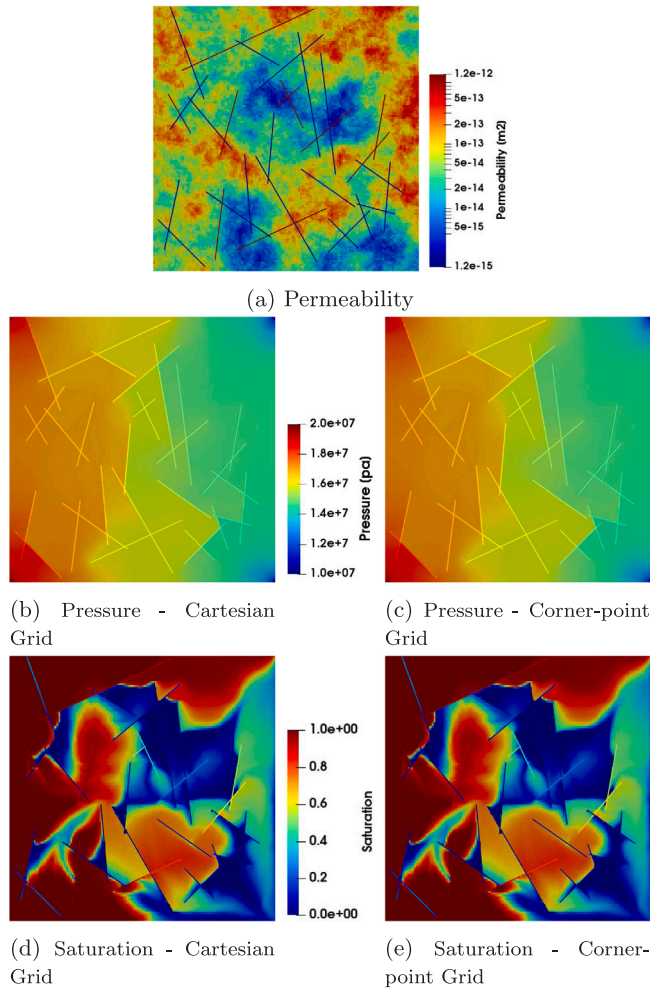 1.2e-12
5e-13
2e-13
1e-13
5e-14
2e-14
1e-14
5e-15
1.2e-15
Permeability (m2)
(a) Permeability
2.0e+07
1.8e+7
1.6e+7
1.4e+7
1.2e+7
1.0e+07
Pressure (pa)
(b) Pressure - Cartesian
Grid
(c) Pressure - Corner-point
Grid
1.0e+00
0.8
0.6
0.4
0.2
0.0e+00
Saturation
(d) Saturation - Cartesian
Grid
(e) Saturation - Corner-
point Grid